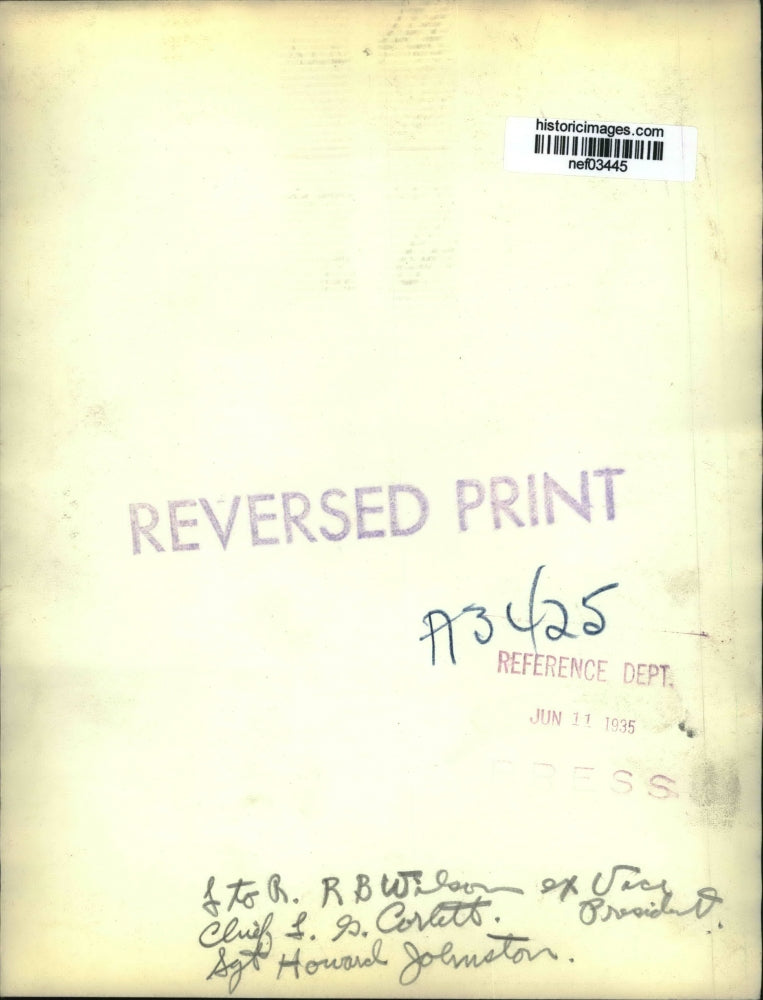 historicimages.com
nef03445
REVERSED PRINT
A3425
REFERENCE DEPT.
JUN 11 1935
PRESS
L to R. R B Wilson ex Vice President.
Chief L. G. Corlett.
Sgt Howard Johnston.